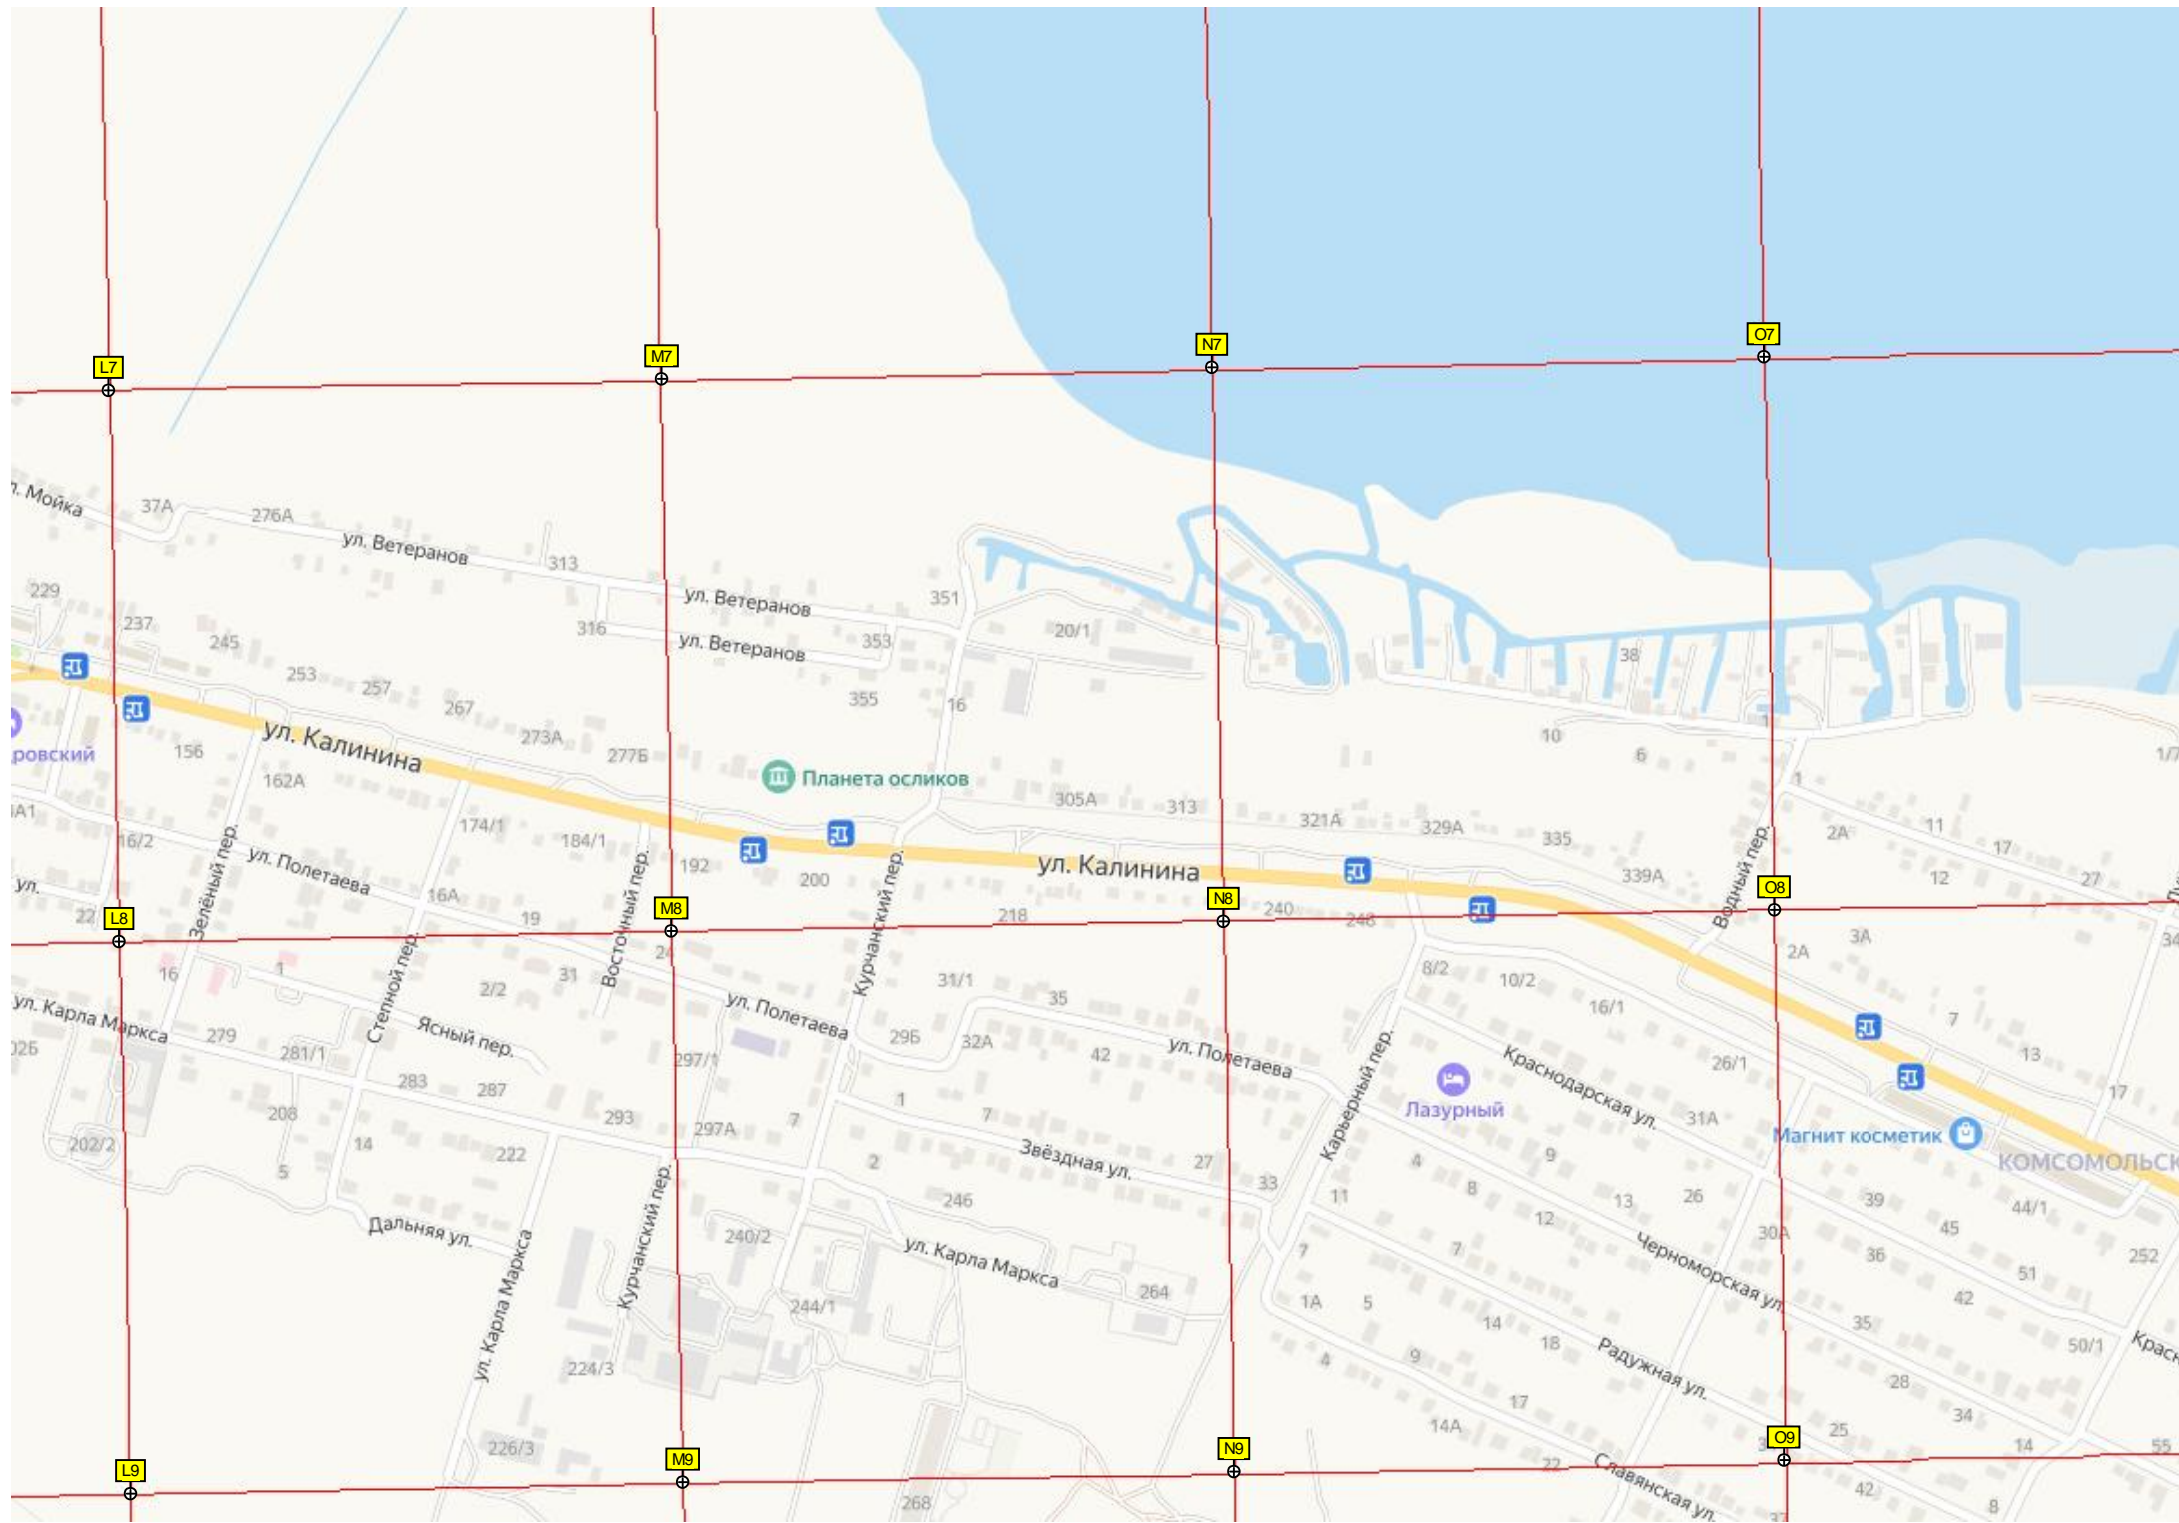 O7
N7
M7
L7
л. Мойка
37А
276А
ул. Ветеранов
313
ул. Ветеранов
351
229
237
316
ул. Ветеранов
353
20/1
38
245
253
257
267
355
16
273А
277Б
ул. Калинина
156
ровский
162А
10
6
1
1/7
1
Планета осликов
305А
313
321А
329А
335
2А
11
17
1А1
16/2
174/1
184/1
192
200
ул. Калинина
339А
12
27
ул. Полетаева
Зелёный пер.
Восточный пер.
Курчанский пер.
Водный пер.
ул.
22
L8
16А
19
M8
218
N8
240
248
O8
3А
34
2А
24
16
1
2/2
31
31/1
35
8/2
10/2
16/1
7
ул. Карла Маркса
279
281/1
Степной пер.
Ясный пер.
ул. Полетаева
29Б
32А
42
ул. Полетаева
Карьерный пер.
Краснодарская ул.
26/1
13
02Б
283
287
297/1
Лазурный
17
208
293
297А
7
1
7
31А
Магнит косметик
КОМСОМОЛЬСК
202/2
14
5
222
2
Звёздная ул.
27
33
4
9
8
13
26
39
44/1
Дальняя ул.
246
11
12
30А
45
36
252
Курчанский пер.
240/2
ул. Карла Маркса
7
7
Черноморская ул.
51
ул. Карла Маркса
244/1
264
1А
5
14
18
42
35
50/1
Красн
224/3
4
9
Радужная ул.
28
226/3
17
14А
34
25
14
55
L9
M9
N9
O9
22
Славянская ул.
42
8
268
37